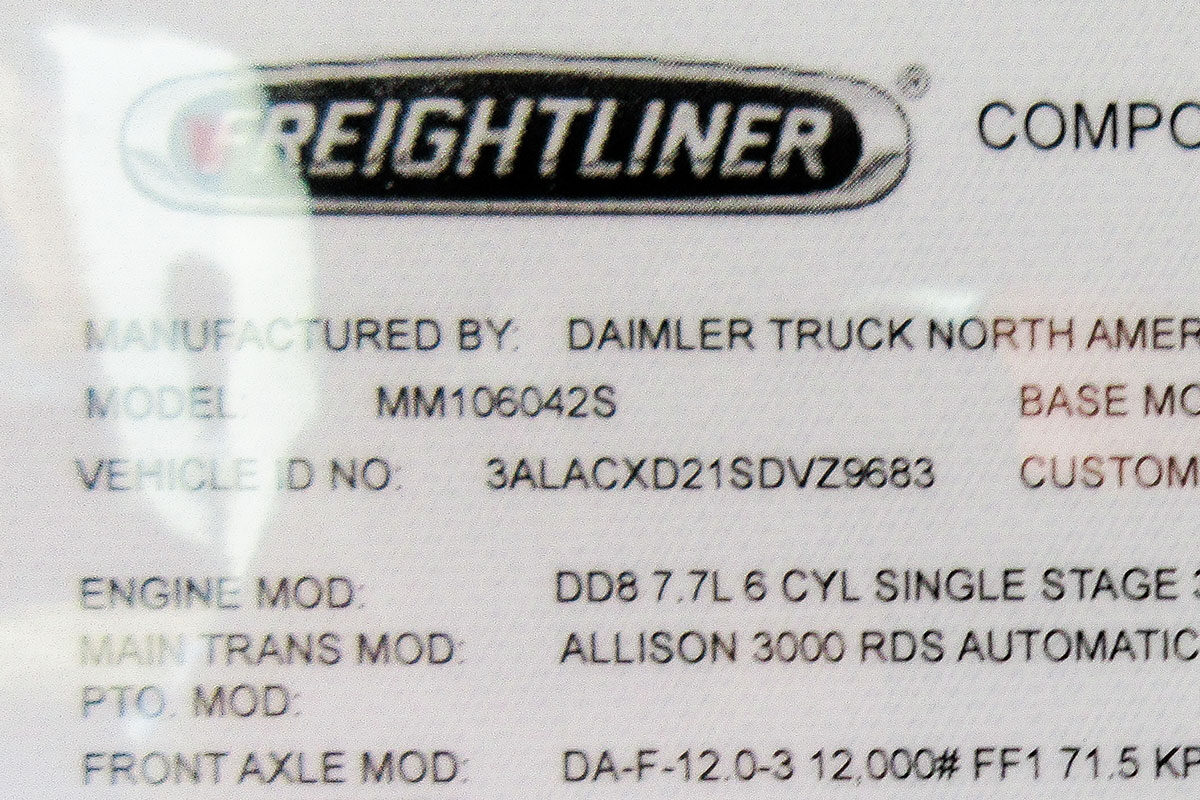 FREIGHTLINER ® COMPO
MANUFACTURED BY: DAIMLER TRUCK NORTH AMER
MODEL: MM106042S BASE MO
VEHICLE ID NO: 3ALACXD21SDVZ9683 CUSTOM
ENGINE MOD: DD8 7.7L 6 CYL SINGLE STAGE
MAIN TRANS MOD: ALLISON 3000 RDS AUTOMATIC
PTO. MOD:
FRONT AXLE MOD: DA-F-12.0-3 12,000# FF1 71.5 KP